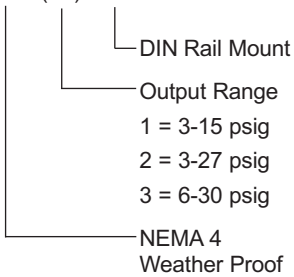 DIN Rail Mount
Output Range
1 = 3-15 psig
2 = 3-27 psig
3 = 6-30 psig
NEMA 4
Weather Proof